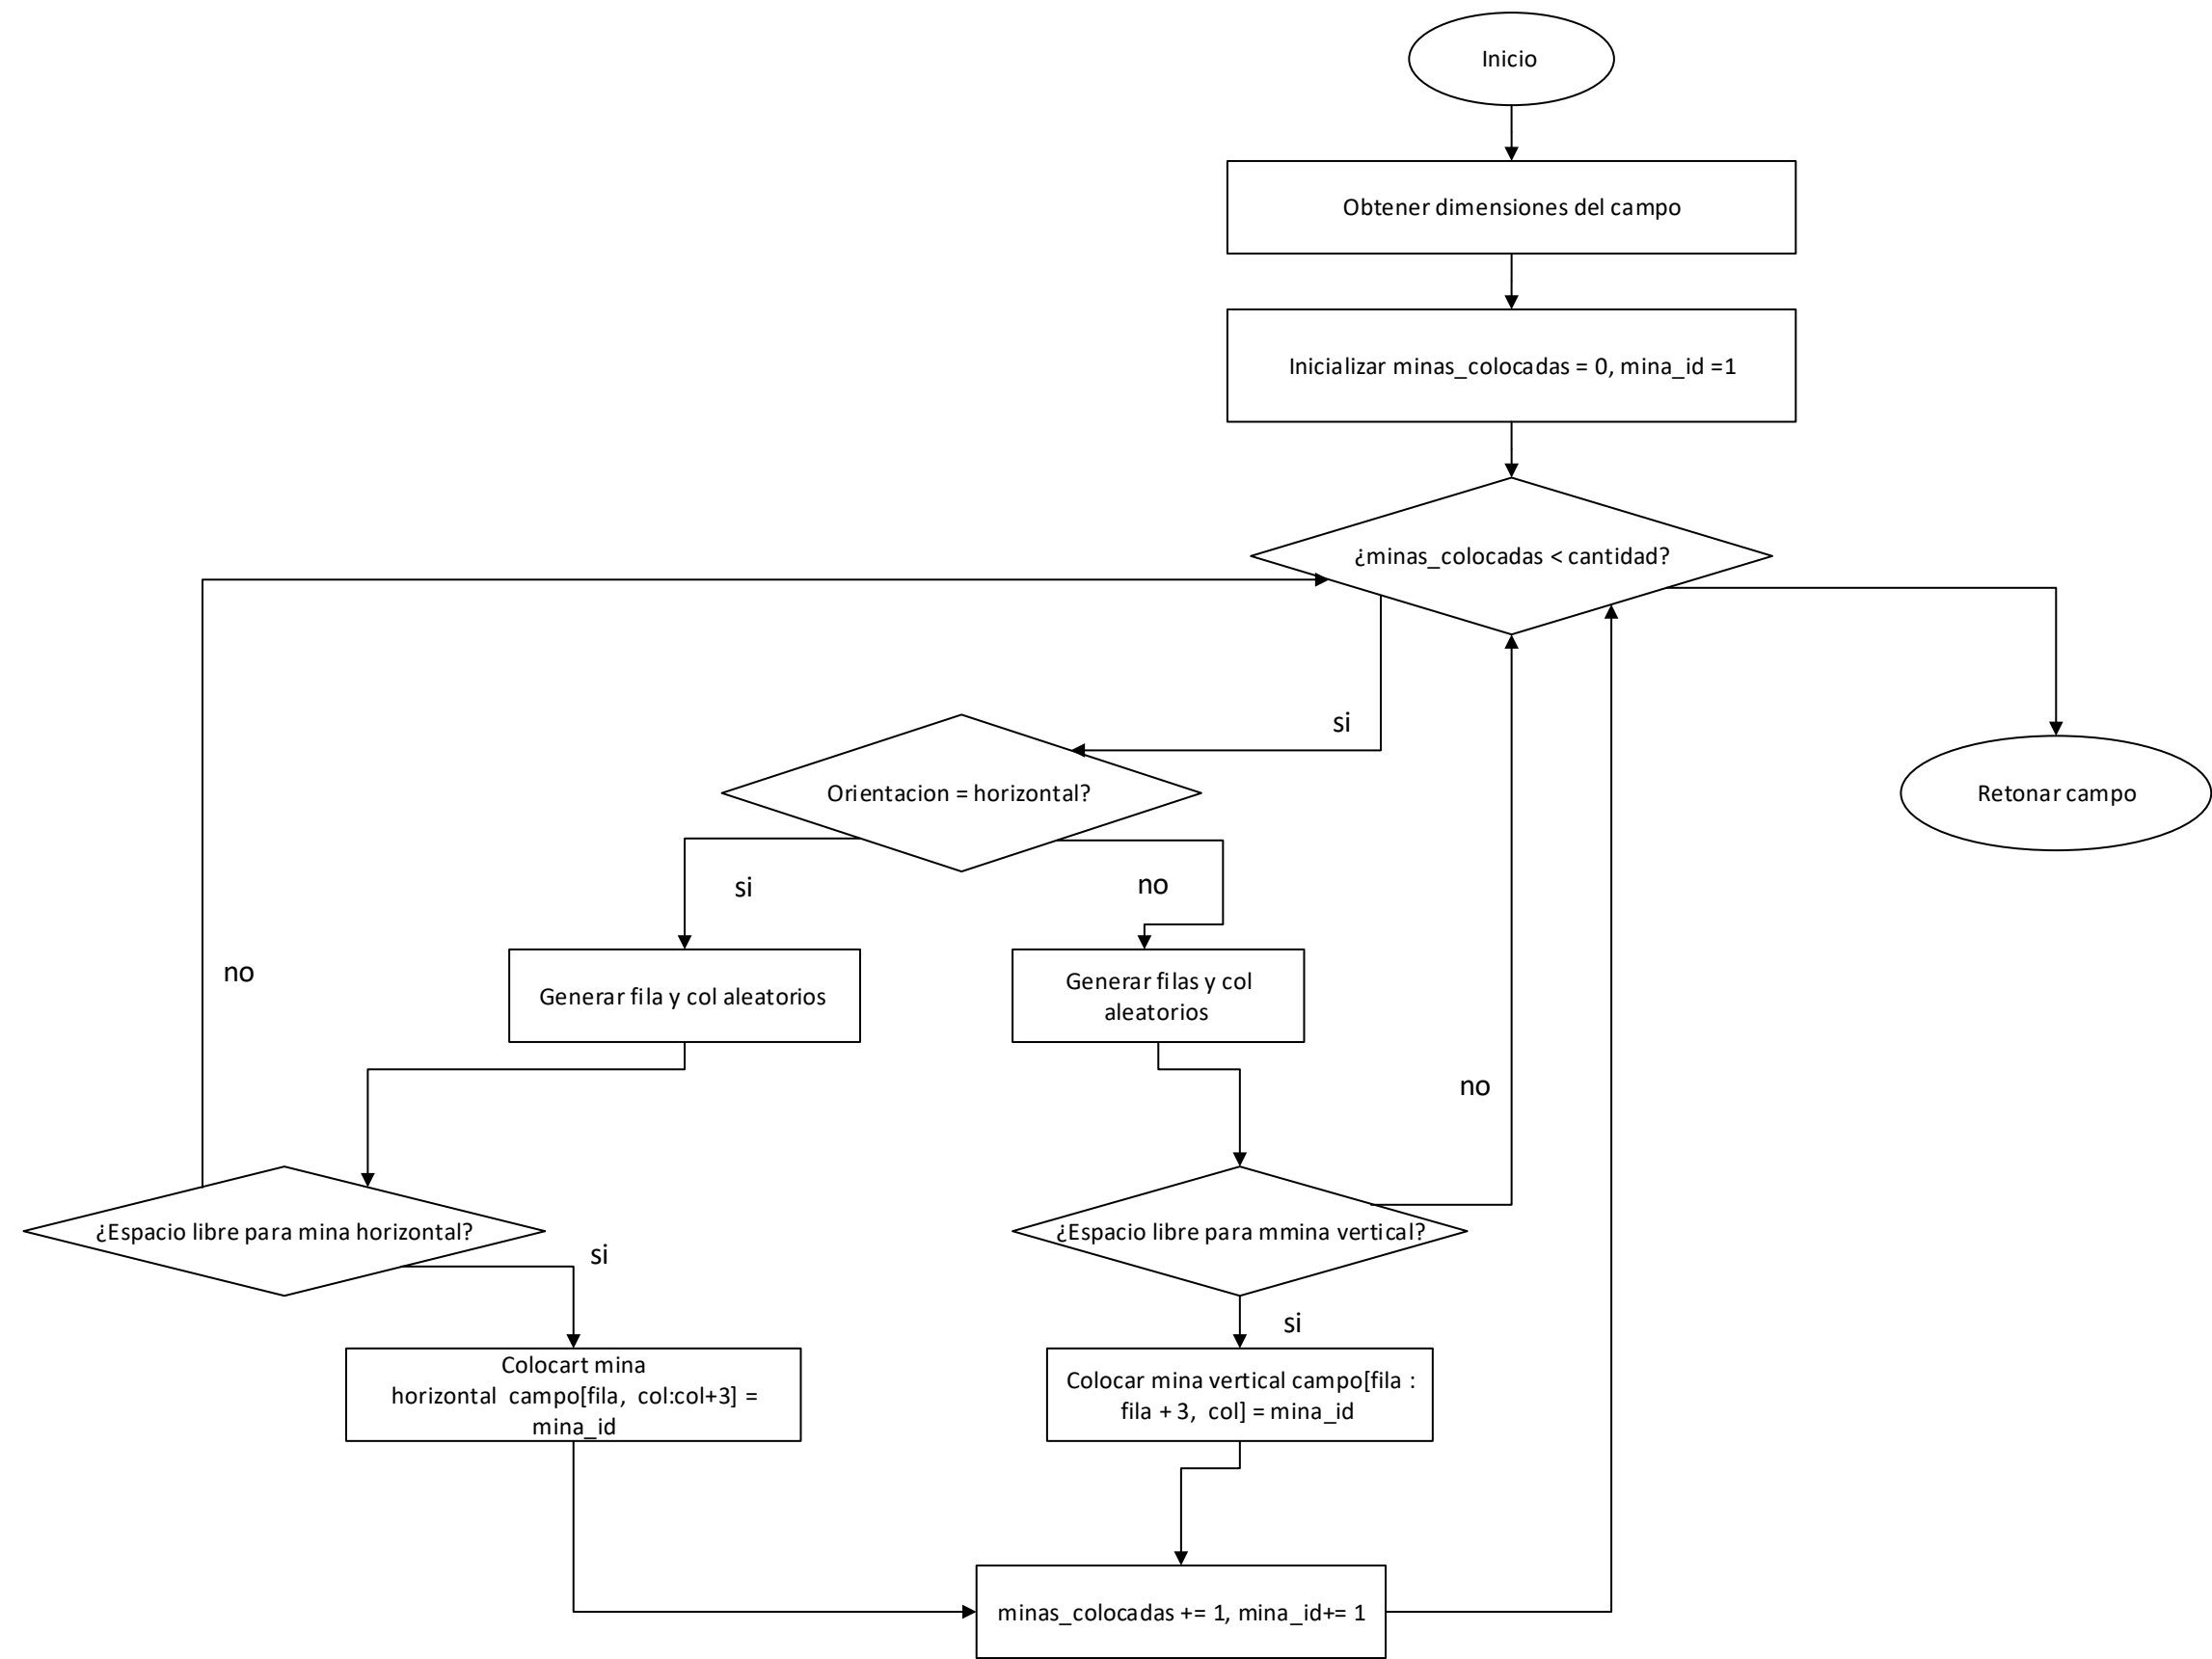 Inicio
Obtener dimensiones del campo
Inicializar minas_colocadas = 0, mina_id =1
¿minas_colocadas < cantidad?
si
Orientacion = horizontal?
Retonar campo
si
no
no
Generar fila y col aleatorios
Generar filas y col
aleatorios
no
¿Espacio libre para mina horizontal?
si
¿Espacio libre para mmina vertical?
si
Colocart mina
horizontal campo[fila, col:col+3] =
mina_id
Colocar mina vertical campo[fila :
fila + 3, col] = mina_id
minas_colocadas += 1, mina_id+= 1